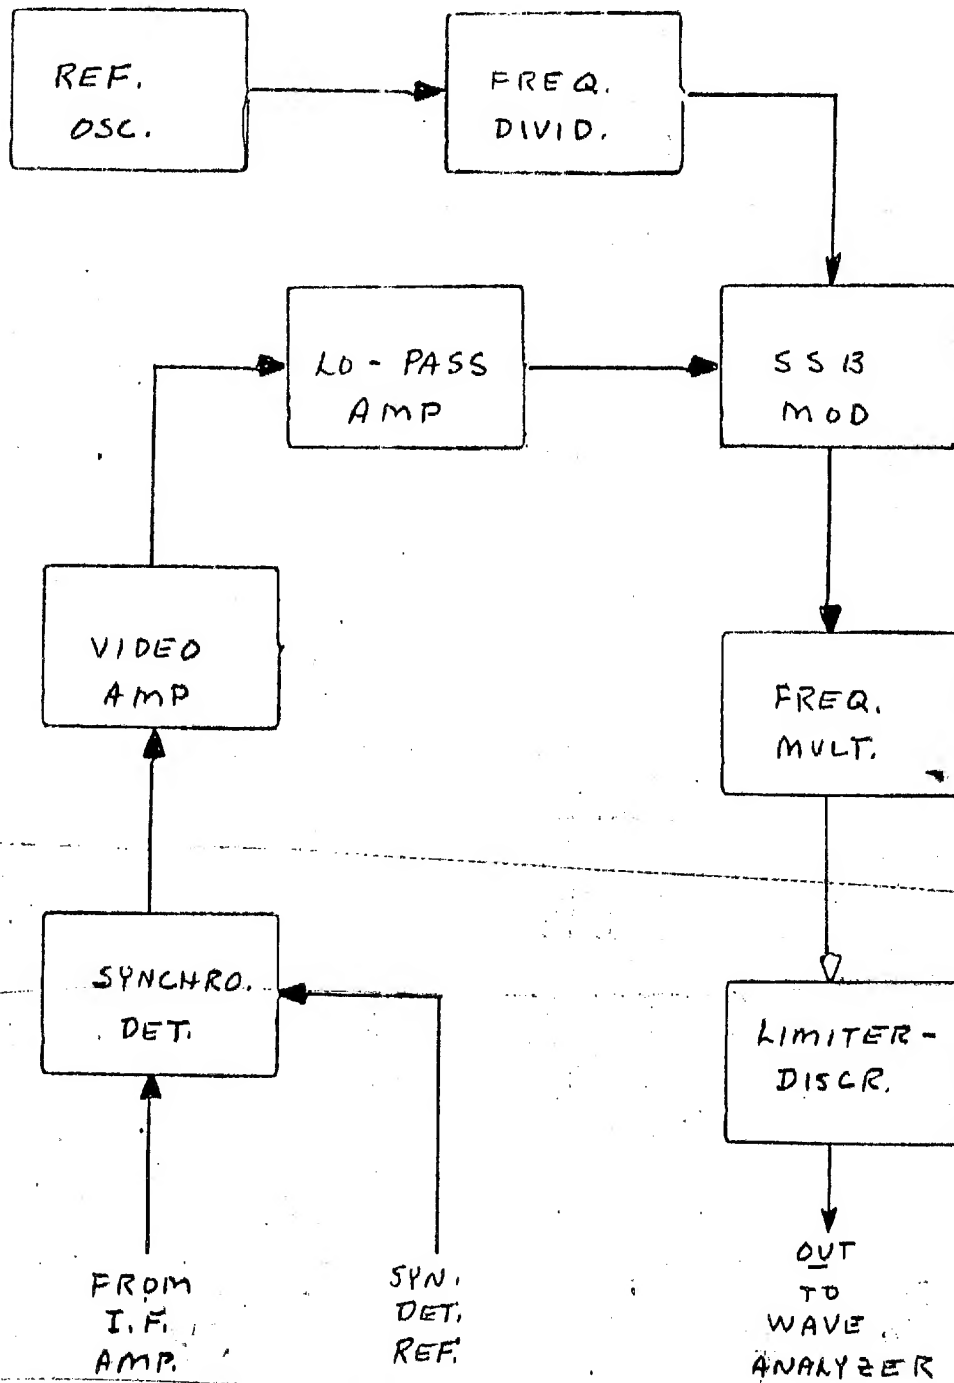 REF.
OSC.
FREQ.
DIVID.
LO - PASS
AMP
SSB
MOD
VIDEO
AMP
FREQ.
MULT.
SYNCHRO.
DET.
LIMITER -
DISCR.
FROM
I.F.
AMP.
SYN.
DET.
REF.
OUT
TO
WAVE
ANALYZER